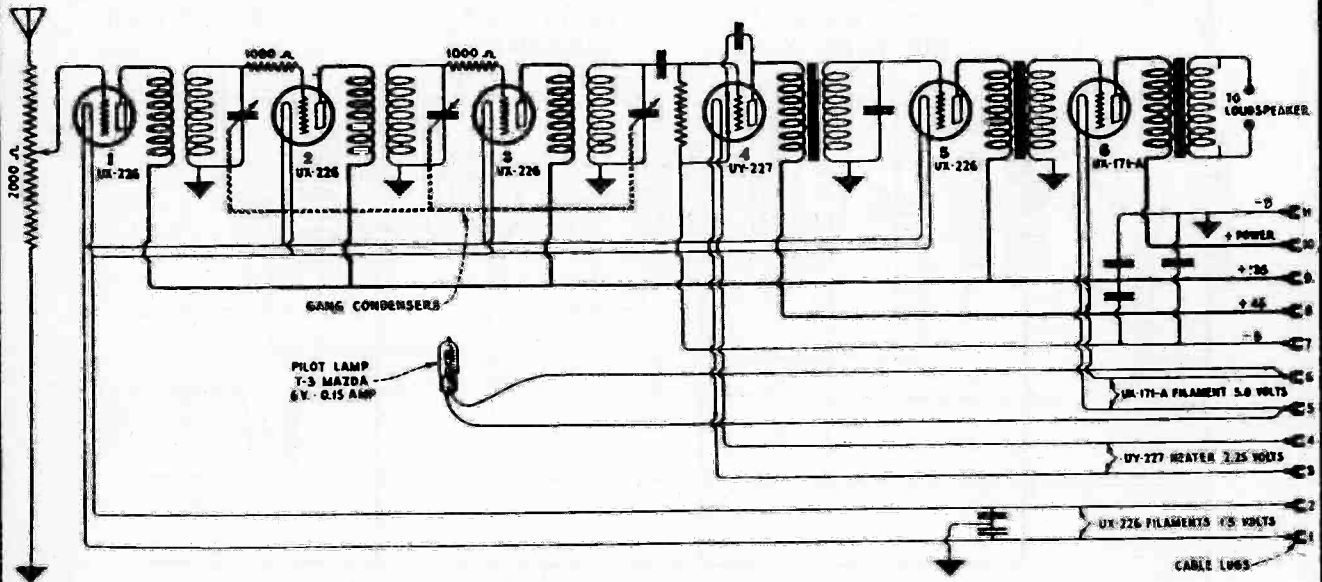 1000 Ω
1000 Ω
2000 Ω
1
UX-226
2
UX-226
3
UX-226
4
UY-227
5
UX-226
6
UX-171-A
TO
LOUDSPEAKER
GANG CONDENSERS
PILOT LAMP
T-3 MAZDA
6 V. - 0.15 AMP
11
+ POWER
10
9
+ 45
8
7
6
UX-171-A FILAMENT 5.0 VOLTS
5
4
UY-227 HEATER 2.25 VOLTS
3
2
UX-226 FILAMENTS 1.5 VOLTS
1
CABLE LUGS